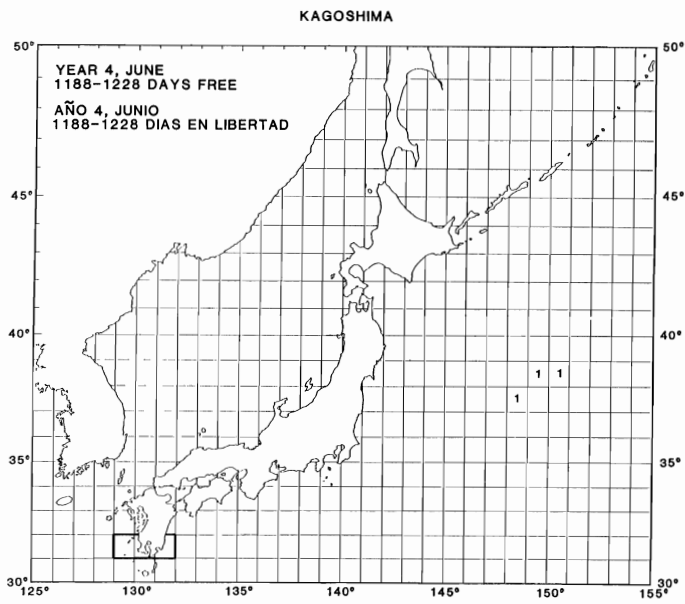 KAGOSHIMA
50° 50°
YEAR 4, JUNE
1188-1228 DAYS FREE
AÑO 4, JUNIO
1188-1228 DIAS EN LIBERTAD
45° 45°
40° 40°
1 1
1
35° 35°
30° 30°
125° 130° 135° 140° 145° 150° 155°